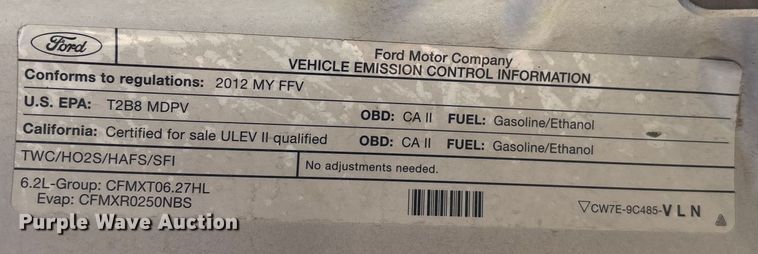 Ford
Ford Motor Company
VEHICLE EMISSION CONTROL INFORMATION
Conforms to regulations: 2012 MY FFV
U.S. EPA: T2B8 MDPV OBD: CA II FUEL: Gasoline/Ethanol
California: Certified for sale ULEV II qualified OBD: CA II FUEL: Gasoline/Ethanol
TWC/HO2S/HAFS/SFI No adjustments needed.
6.2L-Group: CFMXT06.27HL
Evap: CFMXR0250NBS
▽CW7E-9C485-VLN
Purple Wave Auction